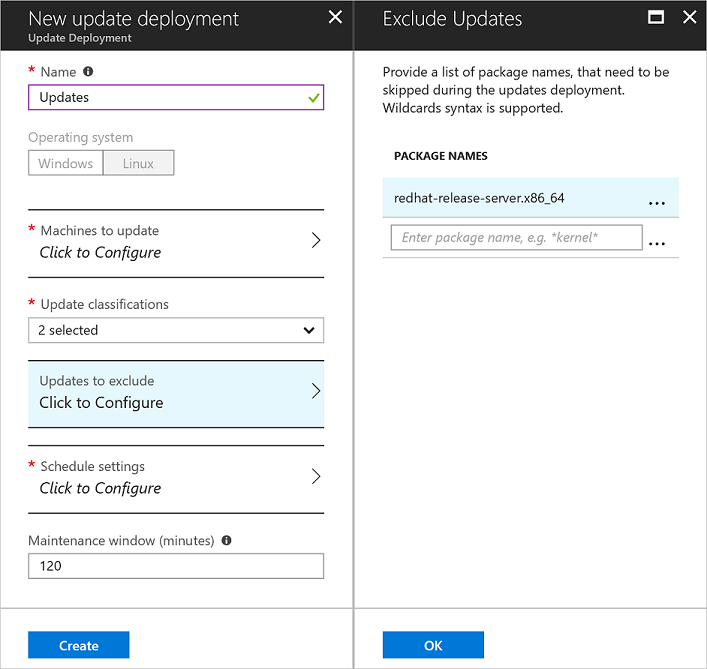 New update deployment
Update Deployment
* Name
Updates
Operating system
Windows Linux
* Machines to update
Click to Configure
* Update classifications
2 selected
Updates to exclude
Click to Configure
* Schedule settings
Click to Configure
Maintenance window (minutes)
120
Create
Exclude Updates
Provide a list of package names, that need to be
skipped during the updates deployment.
Wildcards syntax is supported.
PACKAGE NAMES
redhat-release-server.x86_64
...
Enter package name, e.g. *kernel*
...
OK